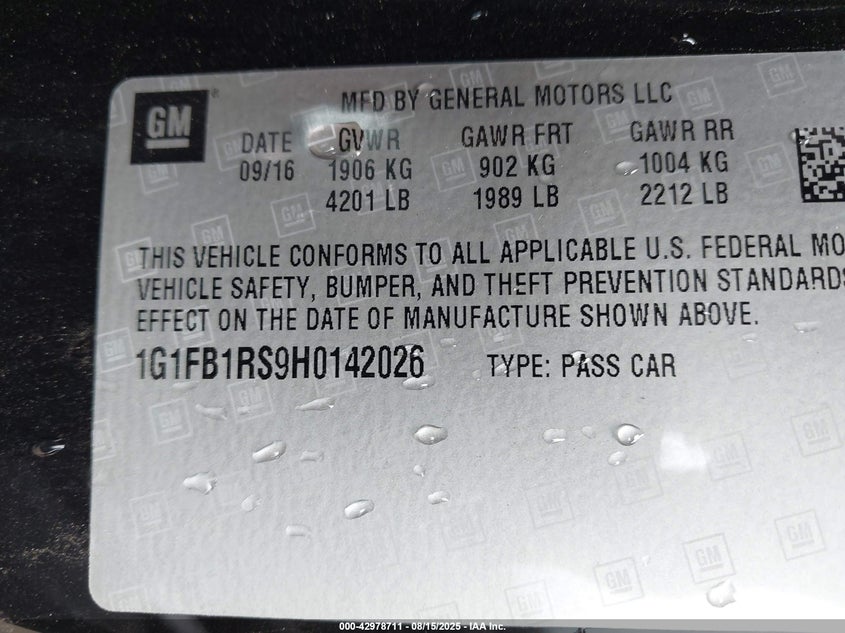 GM
MFD BY GENERAL MOTORS LLC
DATE GVWR GAWR FRT GAWR RR
09/16 1906 KG 902 KG 1004 KG
4201 LB 1989 LB 2212 LB
THIS VEHICLE CONFORMS TO ALL APPLICABLE U.S. FEDERAL MO
VEHICLE SAFETY, BUMPER, AND THEFT PREVENTION STANDARDS
EFFECT ON THE DATE OF MANUFACTURE SHOWN ABOVE.
1G1FB1RS9H0142026 TYPE: PASS CAR
000-42978711 - 08/15/2025 - IAA Inc.